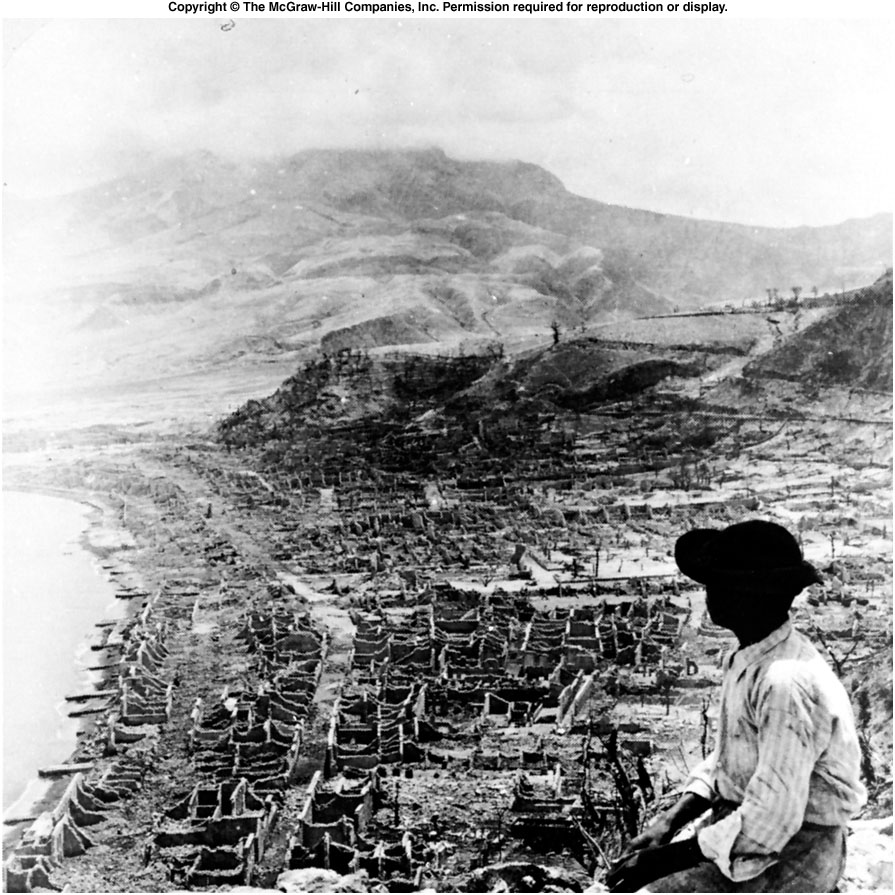 Copyright © The McGraw-Hill Companies, Inc. Permission required for reproduction or display.